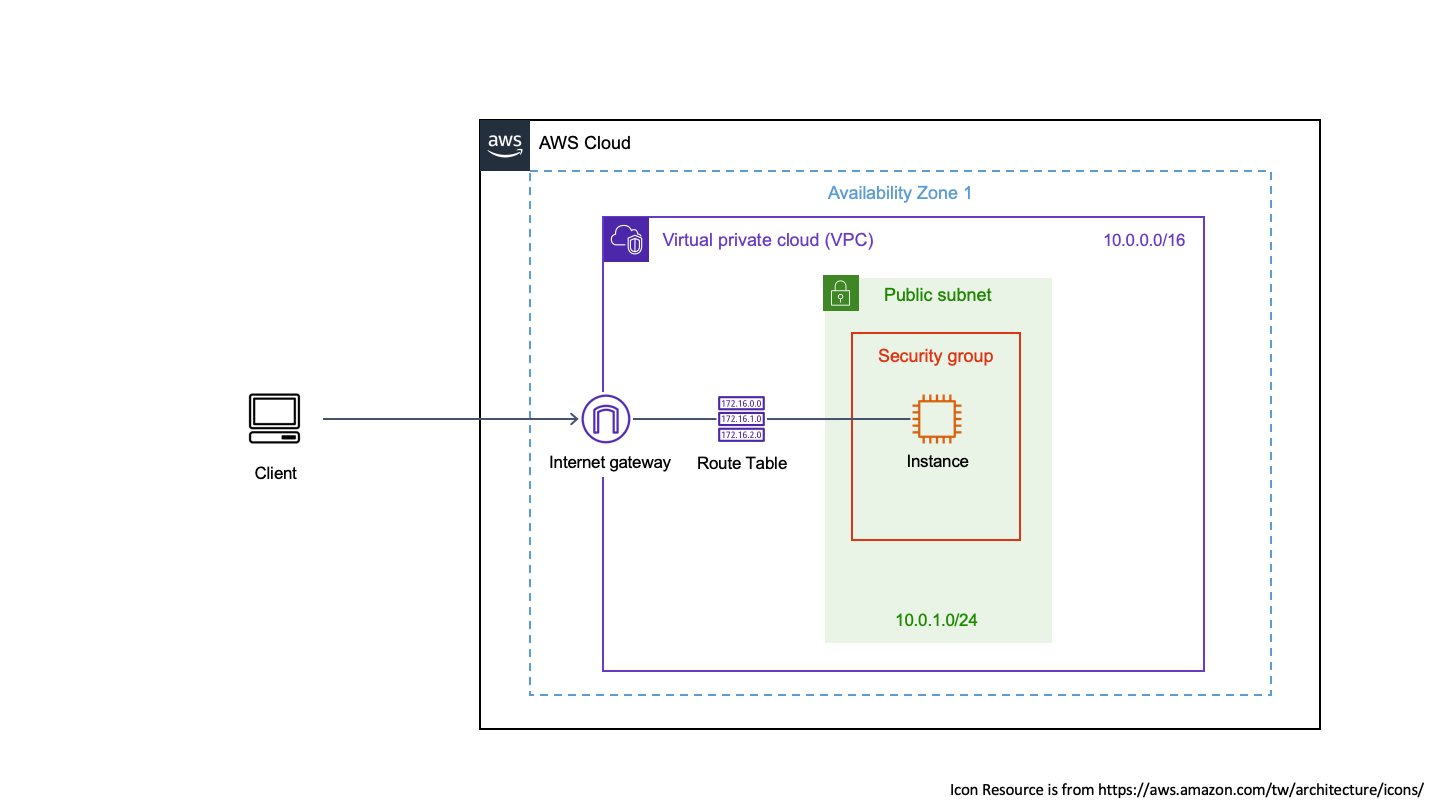 aws
AWS Cloud
Availability Zone 1
Virtual private cloud (VPC)
10.0.0.0/16
Public subnet
Security group
172.16.0.0
172.16.1.0
172.16.2.0
Internet gateway
Route Table
Instance
Client
10.0.1.0/24
Icon Resource is from https://aws.amazon.com/tw/architecture/icons/